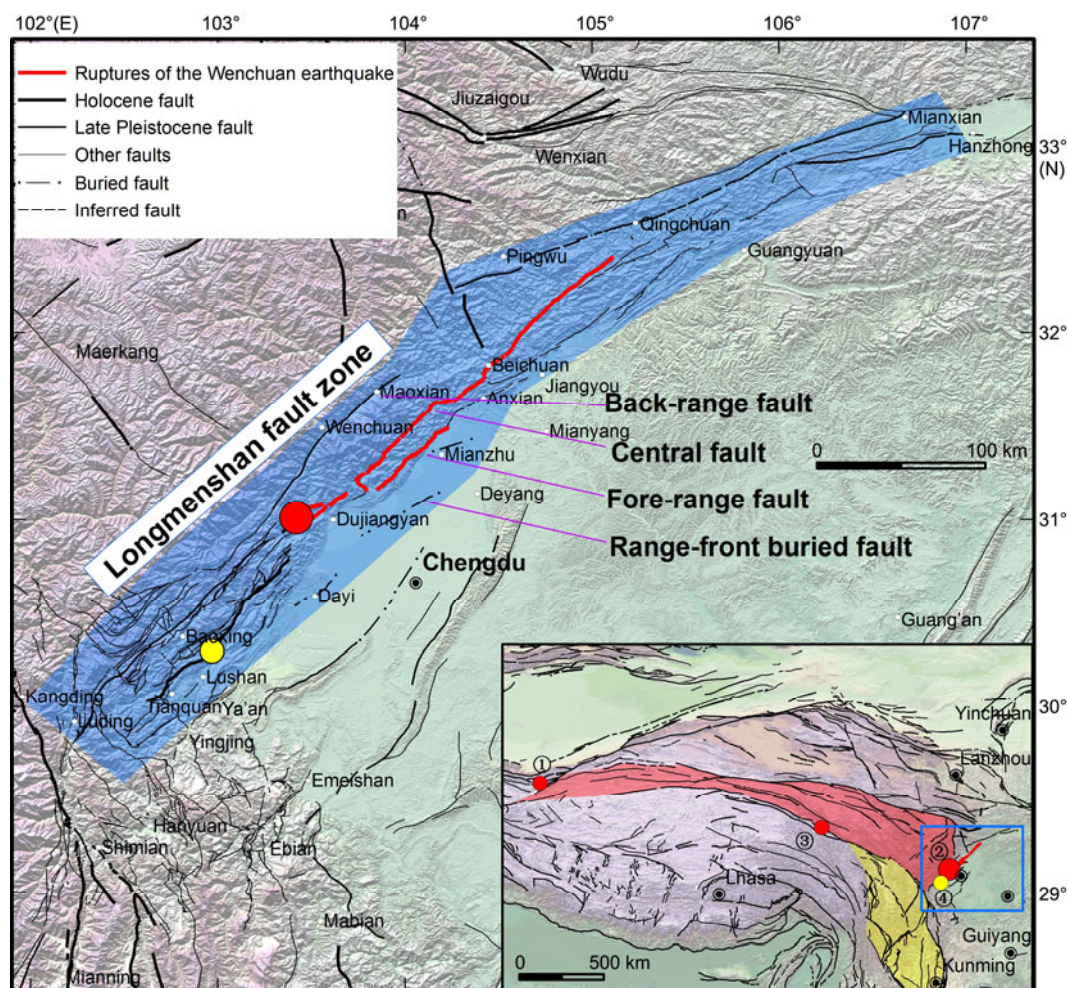 102°(E)
103°
104°
105°
106°
107°
Ruptures of the Wenchuan earthquake
Holocene fault
Late Pleistocene fault
Other faults
Buried fault
Inferred fault
Wudu
Jiuzaigou
Wenxian
Mianxian
Hanzhong
33°
(N)
Qingchuan
Pingwu
Guangyuan
32°
Maerkang
Longmenshan fault zone
Beichuan
Maoxian
Jiangyou
Anxian
Back-range fault
Wenchuan
Mianyang
Central fault
0 100 km
Mianzhu
Deyang
Fore-range fault
Dujiangyan
31°
Range-front buried fault
Chengdu
Dayi
Guang'an
Baoxing
Lushan
Kangding
Tianquan
Ya'an
Luding
30°
Yingjing
Emeishan
Hanyuan
Shimian
Ebian
Mabian
Mianning
29°
Yinchuan
Lanzhou
①
③
②
Lhasa
④
Guiyang
Kunming
0 500 km